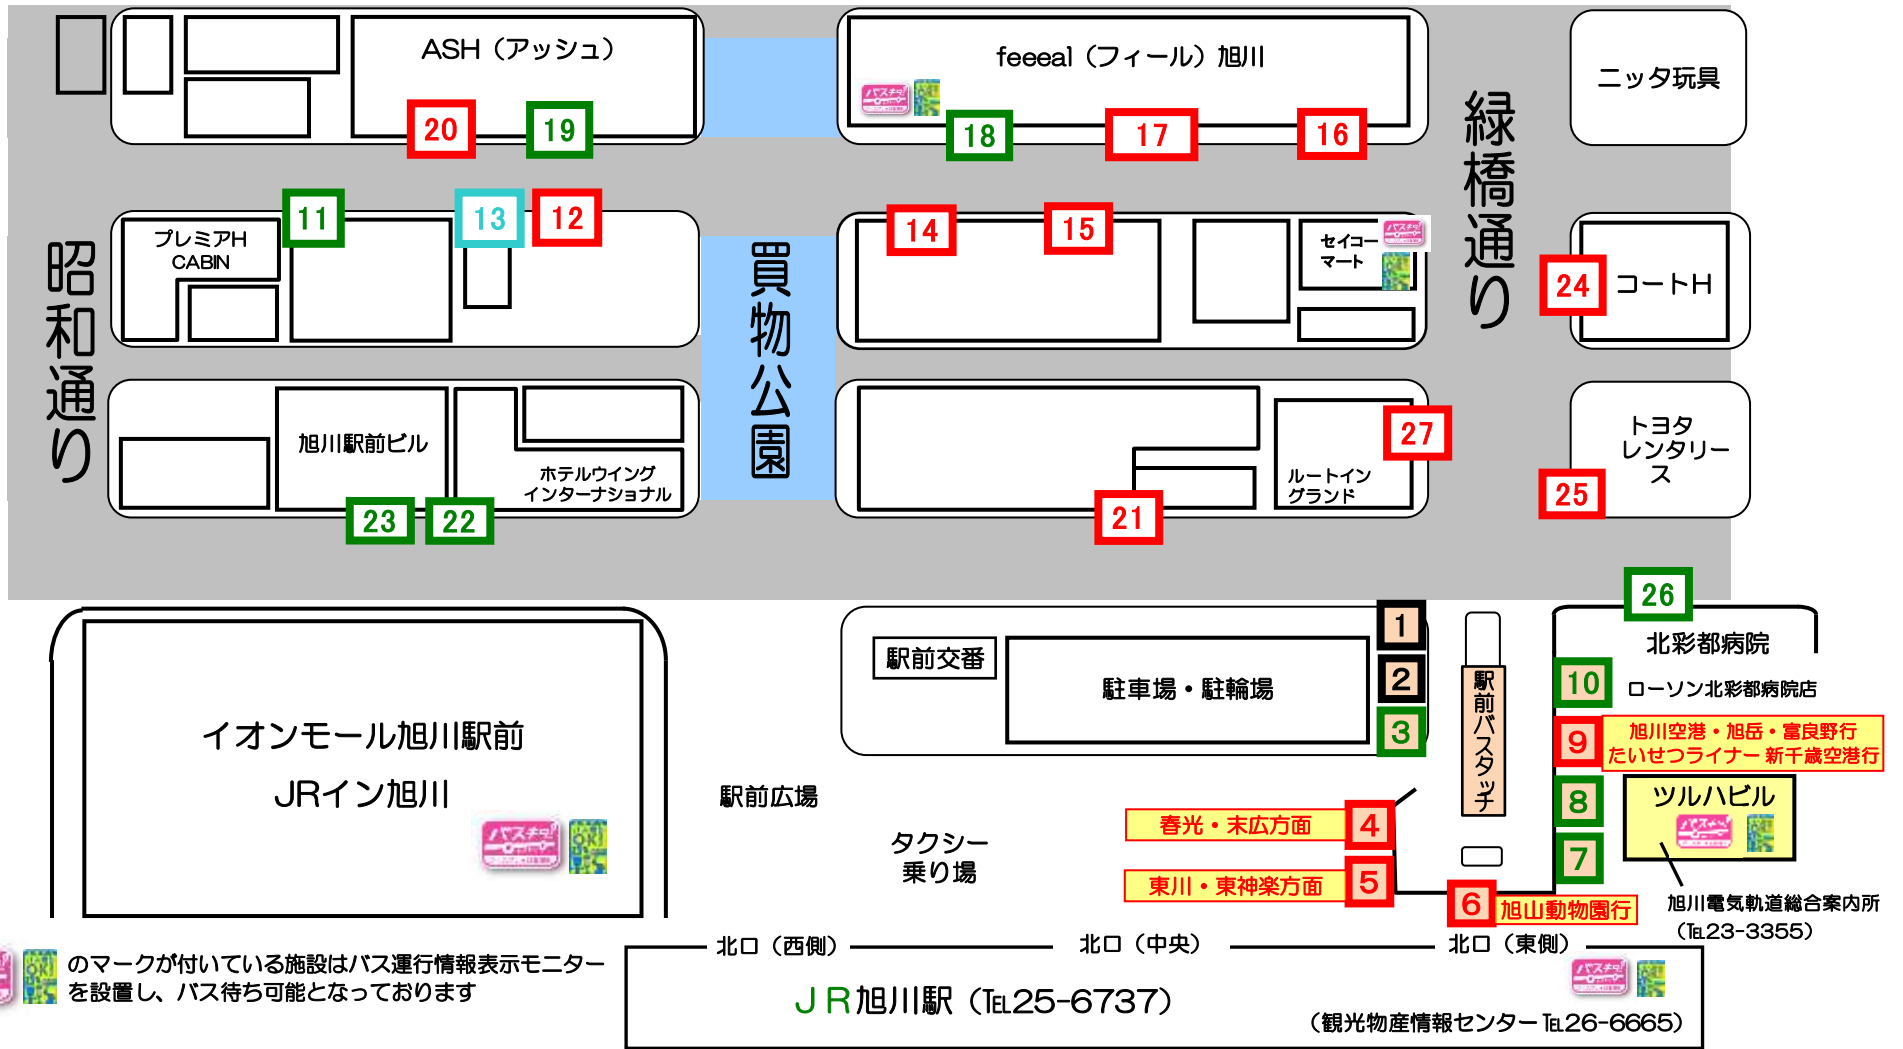 ASH（アッシュ）
feeeal（フィール）旭川
ニッタ玩具
20
19
18
17
16
緑橋通り
11
13
12
14
15
プレミアH
CABIN
セイコー
マート
昭和通り
買物公園
24
コートH
旭川駅前ビル
ホテルウイング
インターナショナル
27
ルートイン
グランド
トヨタ
レンタリー
ス
25
23
22
21
26
北彩都病院
1
2
3
駅前交番
駐車場・駐輪場
駅前バスタッチ
10
ローソン北彩都病院店
9
旭川空港・旭岳・富良野行
たいせつライナー 新千歳空港行
イオンモール旭川駅前
JRイン旭川
バスキタ!
駅前広場
タクシー
乗り場
春光・末広方面
4
東川・東神楽方面
5
6
旭山動物園行
8
7
ツルハビル
旭川電気軌道総合案内所
（℡23-3355）
のマークが付いている施設はバス運行情報表示モニター
を設置し、バス待ち可能となっております
北口（西側）
北口（中央）
北口（東側）
ＪＲ旭川駅（℡25-6737）
（観光物産情報センター ℡26-6665）